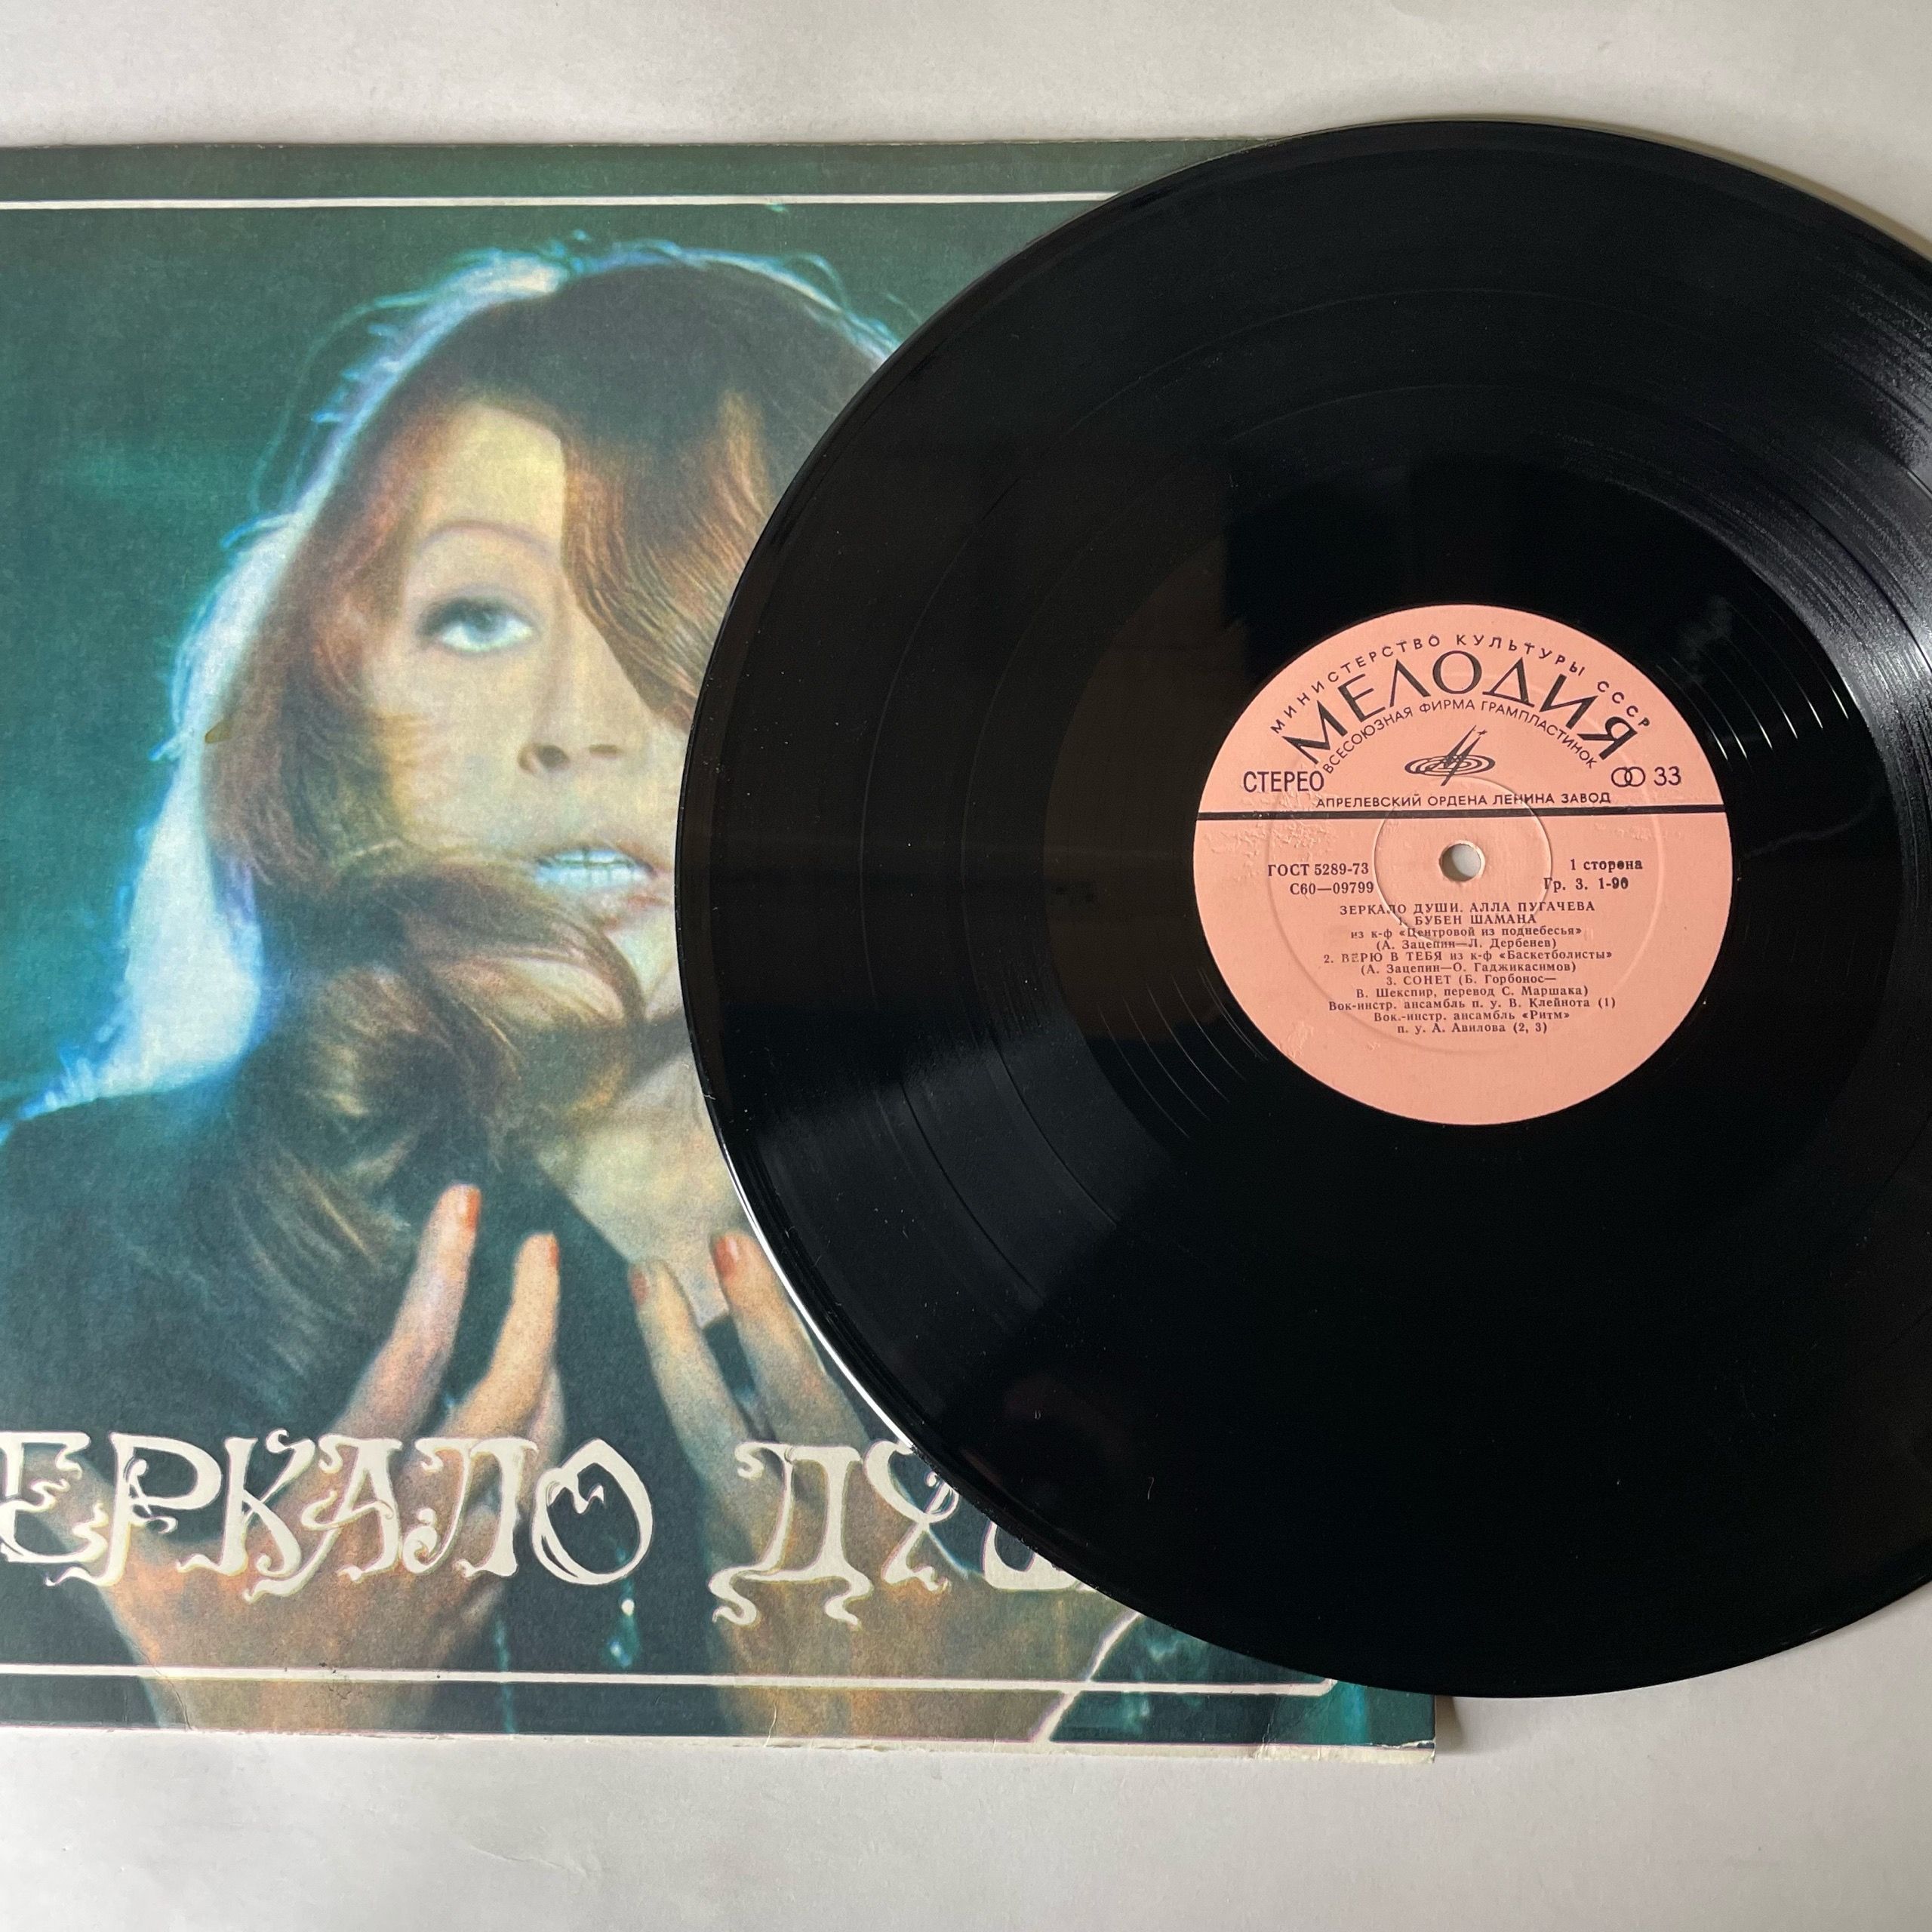 МИНИСТЕРСТВО КУЛЬТУРЫ СССР
МЕЛОДИЯ
ВСЕСОЮЗНАЯ ФИРМА ГРАМПЛАСТИНОК
СТЕРЕО 33
АПРЕЛЕВСКИЙ ОРДЕНА ЛЕНИНА ЗАВОД
ГОСТ 5289-73 1 сторона
С60—09799 Гр. 3. 1-90
ЗЕРКАЛО ДУШИ. АЛЛА ПУГАЧЕВА
1. БУБЕН ШАМАНА
из к-ф «Центровой из поднебесья»
(А. Зацепин—Л. Дербенев)
2. ВЕРЮ В ТЕБЯ из к-ф «Баскетболисты»
(А. Зацепин—О. Гаджикасимов)
3. СОНЕТ (Б. Горбонос—
В. Шекспир, перевод С. Маршака)
Вок-инстр. ансамбль п. у. В. Клейнота (1)
Вок.-инстр. ансамбль «Ритм»
п. у. А. Авилова (2, 3)
ЕРКАЛО ДУШ